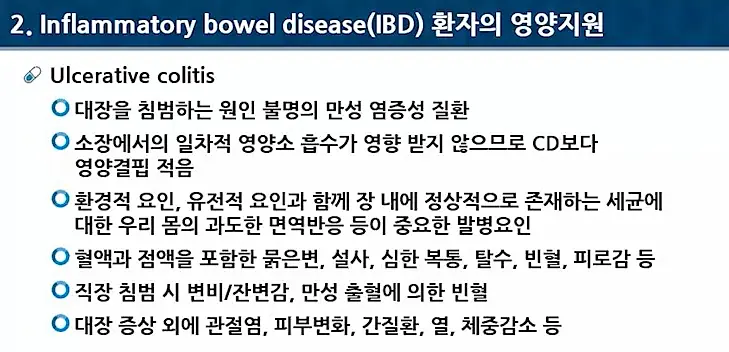 2. Inflammatory bowel disease(IBD) 환자의 영양지원
Ulcerative colitis
대장을 침범하는 원인 불명의 만성 염증성 질환
소장에서의 일차적 영양소 흡수가 영향 받지 않으므로 CD보다
영양결핍 적음
환경적 요인, 유전적 요인과 함께 장 내에 정상적으로 존재하는 세균에
대한 우리 몸의 과도한 면역반응 등이 중요한 발병요인
혈액과 점액을 포함한 묽은변, 설사, 심한 복통, 탈수, 빈혈, 피로감 등
직장 침범 시 변비/잔변감, 만성 출혈에 의한 빈혈
대장 증상 외에 관절염, 피부변화, 간질환, 열, 체중감소 등